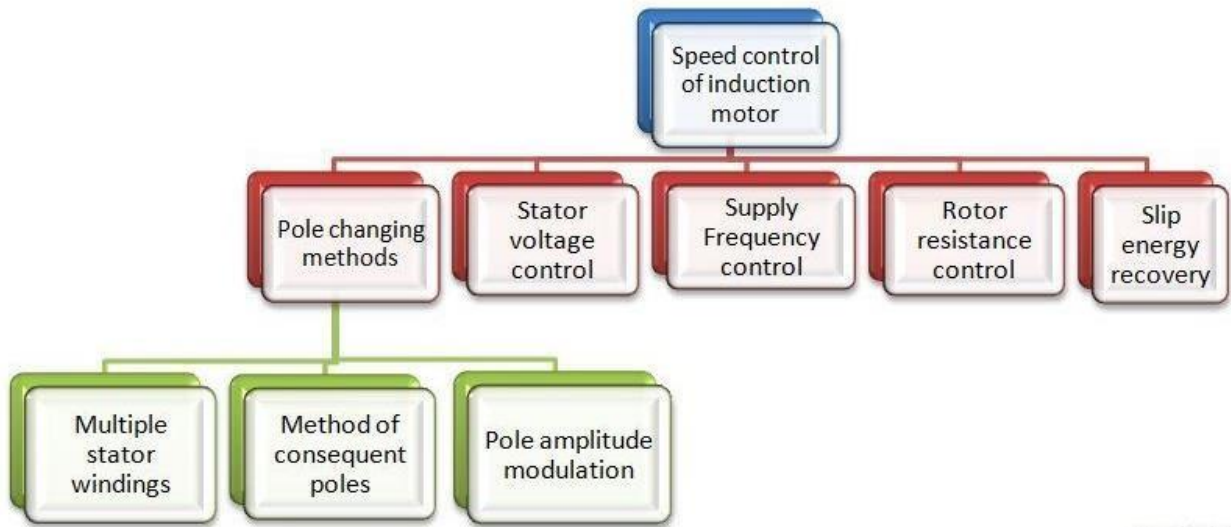 Speed control
of induction
motor
Pole changing
methods
Stator
voltage
control
Supply
Frequency
control
Rotor
resistance
control
Slip
energy
recovery
Multiple
stator
windings
Method of
consequent
poles
Pole amplitude
modulation